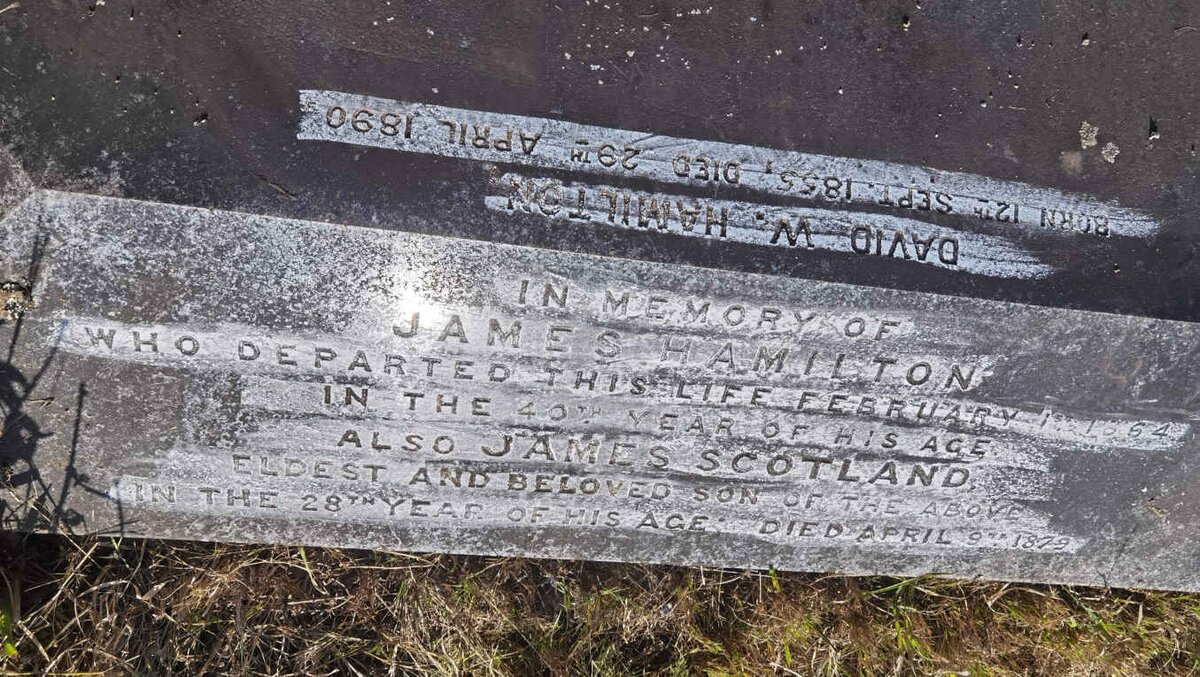 DAVID W. HAMILTON
BORN 12TH SEPT. 1855, DIED 29TH APRIL 1890
IN MEMORY OF
JAMES HAMILTON
WHO DEPARTED THIS LIFE FEBRUARY 1864
IN THE 40TH YEAR OF HIS AGE.
ALSO JAMES SCOTLAND,
ELDEST AND BELOVED SON OF THE ABOVE
IN THE 28TH YEAR OF HIS AGE. DIED APRIL 9TH 1879